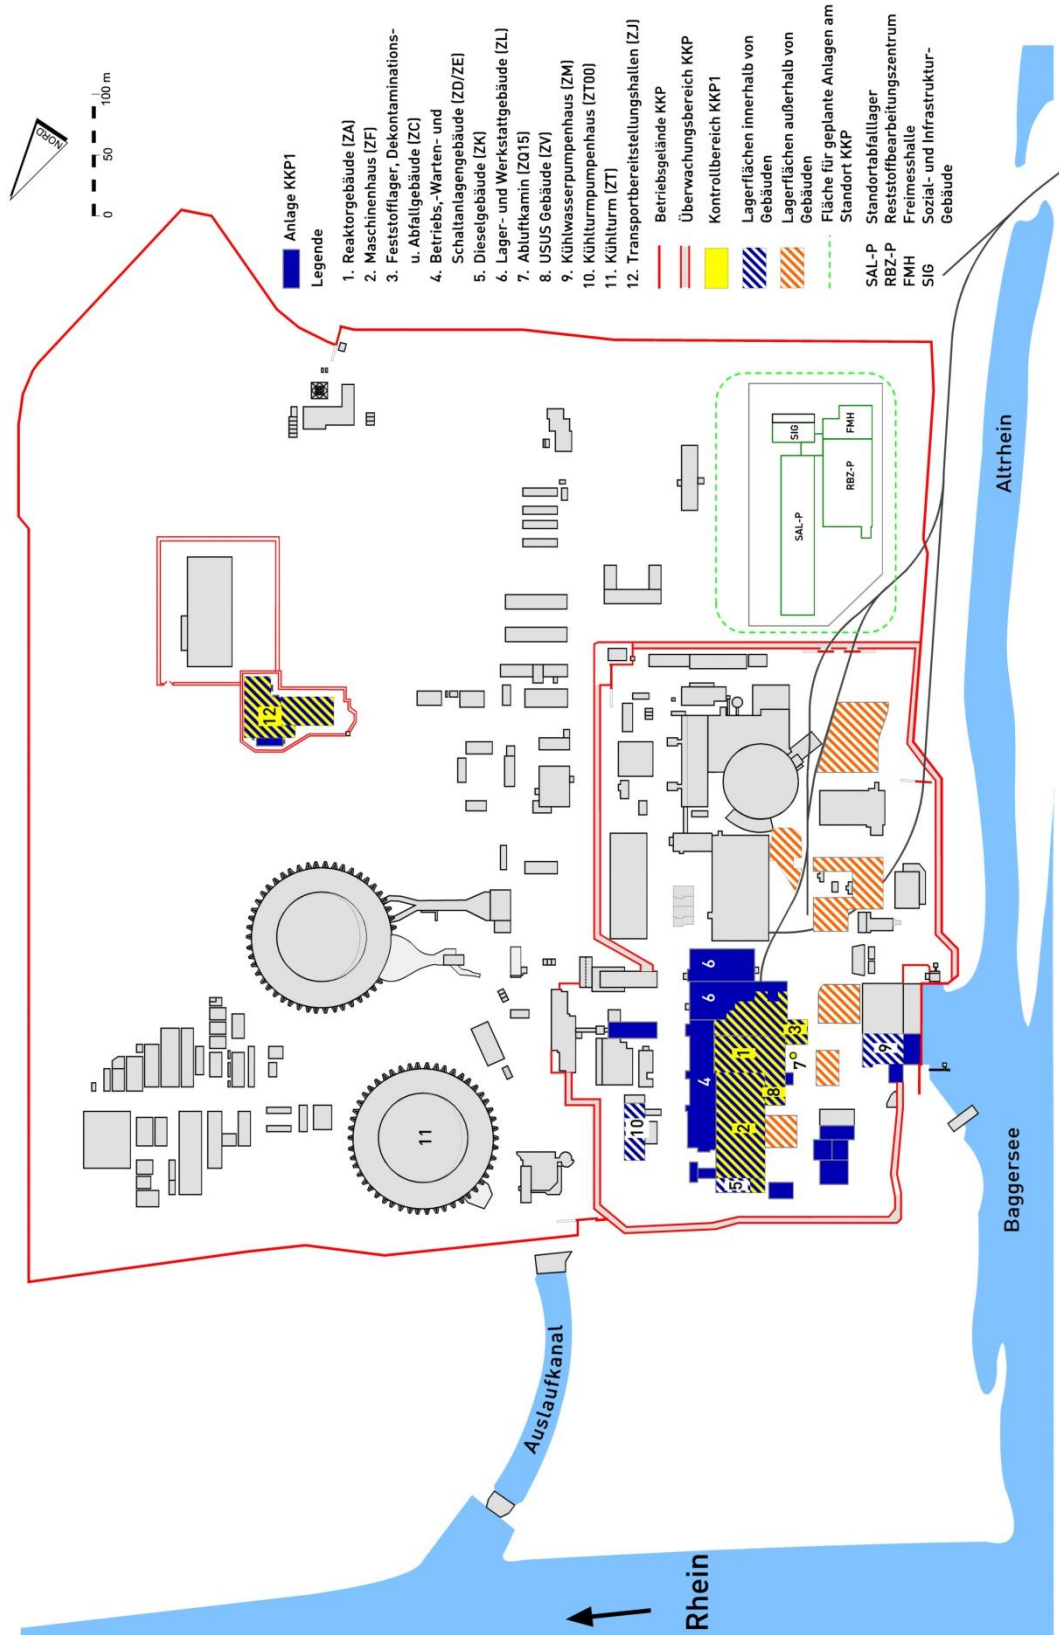 NORD
0 50 100 m
Anlage KKP1
Legende
1. Reaktorgebäude (ZA)
2. Maschinenhaus (ZF)
3. Feststofflager, Dekontaminations-
u. Abfallgebäude (ZC)
4. Betriebs,-Warten- und
Schaltanlagengebäude (ZD/ZE)
5. Dieselgebäude (ZK)
6. Lager- und Werkstattgebäude (ZL)
7. Abluftkamin (ZQ15)
8. USUS Gebäude (ZV)
9. Kühlwasserpumpenhaus (ZM)
10. Kühlturmpumpenhaus (ZT00)
11. Kühlturm (ZT)
12. Transportbereitstellungshallen (ZJ)
Betriebsgelände KKP
Überwachungsbereich KKP
Kontrollbereich KKP1
Lagerflächen innerhalb von
Gebäuden
Lagerflächen außerhalb von
Gebäuden
Fläche für geplante Anlagen am
Standort KKP
SAL-P Standortabfalllager
RBZ-P Reststoffbearbeitungszentrum
FMH Freimesshalle
SIG Sozial- und Infrastruktur-
Gebäude
12
11
10
6
6
4
1
3
7
8
2
5
9
SIG
FMH
SAL-P
RBZ-P
Auslaufkanal
Rhein
Baggersee
Altrhein